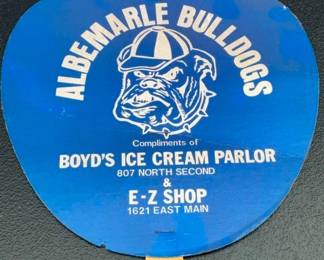 ALBEMARLE BULLDOGS
Compliments of
BOYD'S ICE CREAM PARLOR
807 NORTH SECOND
&
E-Z SHOP
1621 EAST MAIN